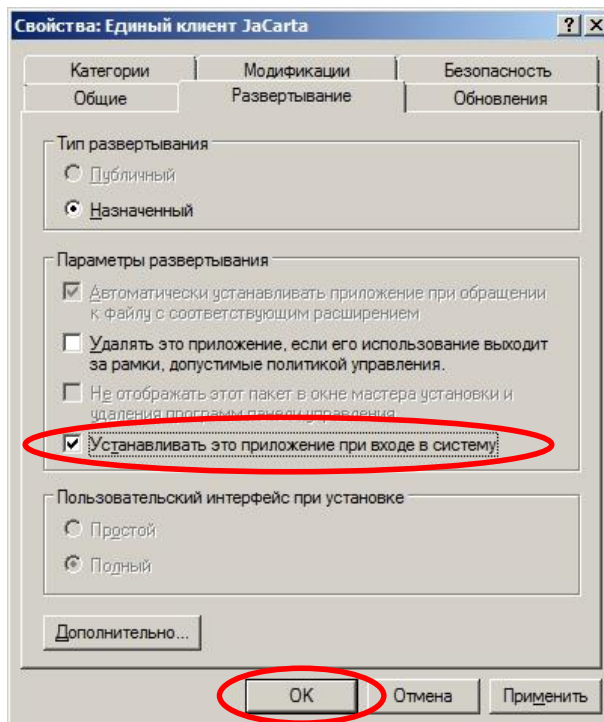 Свойства: Единый клиент JaCarta
Категории Модификации Безопасность
Общие Развертывание Обновления
Тип развертывания
Публичный
Назначенный
Параметры развертывания
Автоматически устанавливать приложение при обращении
к файлу с соответствующим расширением
Удалять это приложение, если его использование выходит
за рамки, допустимые политикой управления.
Не отображать этот пакет в окне мастера установки и
удаления программ панели управления
Устанавливать это приложение при входе в систему
Пользовательский интерфейс при установке
Простой
Полный
Дополнительно...
OK Отмена Применить